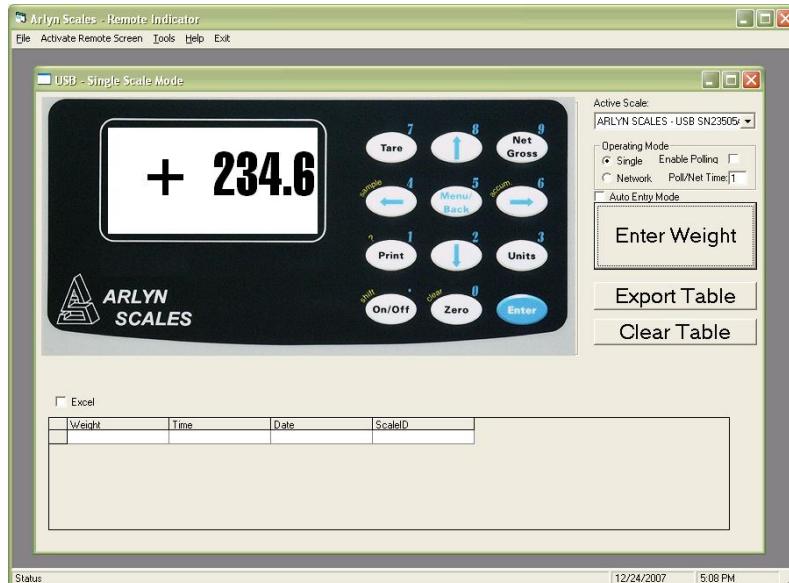 Arlyn Scales - Remote Indicator
File Activate Remote Screen Tools Help Exit
USB - Single Scale Mode
+ 234.6
7 8 9
Tare Net Gross
sample 4 5 accum. 6
Menu/ Back
? 1 2 3
Print Units
shift . clear 0
On/Off Zero Enter
ARLYN
SCALES
Active Scale:
ARLYN SCALES - USB SN23505
Operating Mode
Single Enable Polling
Network Poll/Net Time: 1
Auto Entry Mode
Enter Weight
Export Table
Clear Table
Excel
Weight Time Date ScaleID
Status 12/24/2007 5:08 PM